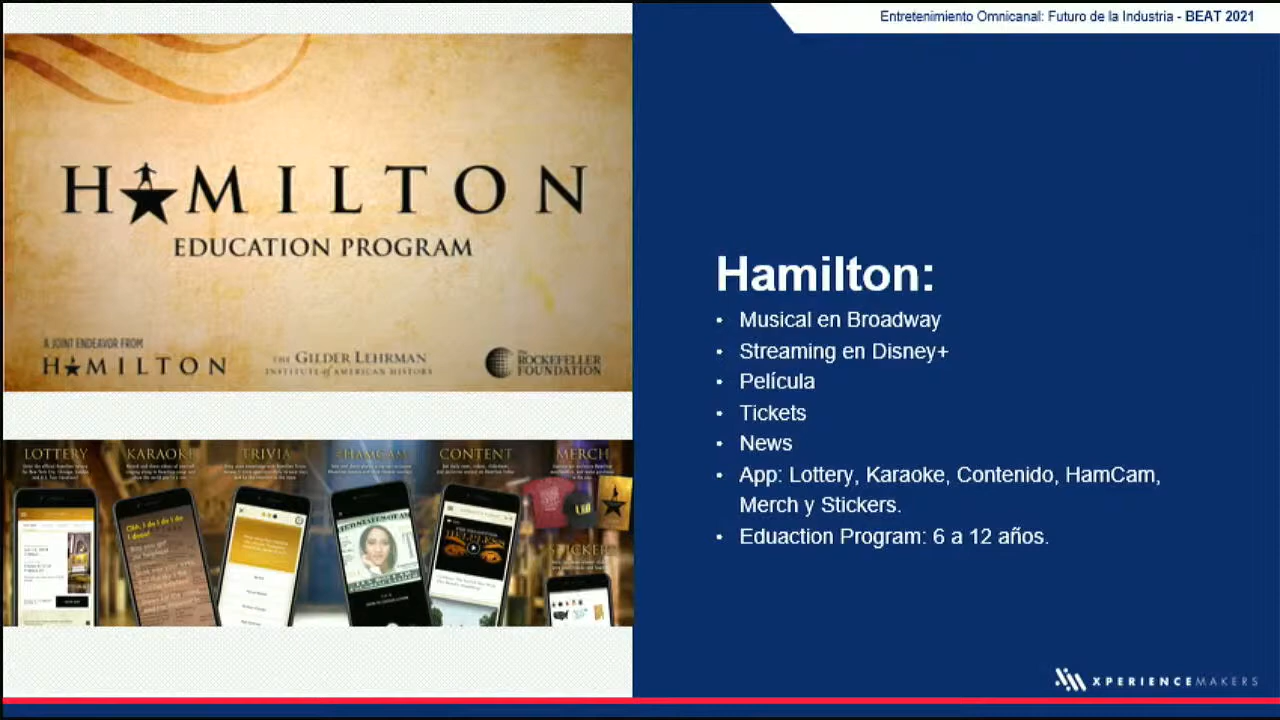 Entretenimiento Omnicanal: Futuro de la Industria - BEAT 2021
HAMILTON
EDUCATION PROGRAM
A JOINT ENDEAVOR FROM
HAMILTON
THE GILDER LEHRMAN
INSTITUTE of AMERICAN HISTORY
THE ROCKEFELLER
FOUNDATION
LOTTERY
KARAOKE
TRIVIA
#HAMCAM
CONTENT
MERCH
Hamilton:
• Musical en Broadway
• Streaming en Disney+
• Película
• Tickets
• News
• App: Lottery, Karaoke, Contenido, HamCam,
Merch y Stickers.
• Eduaction Program: 6 a 12 años.
XPERIENCEMAKERS